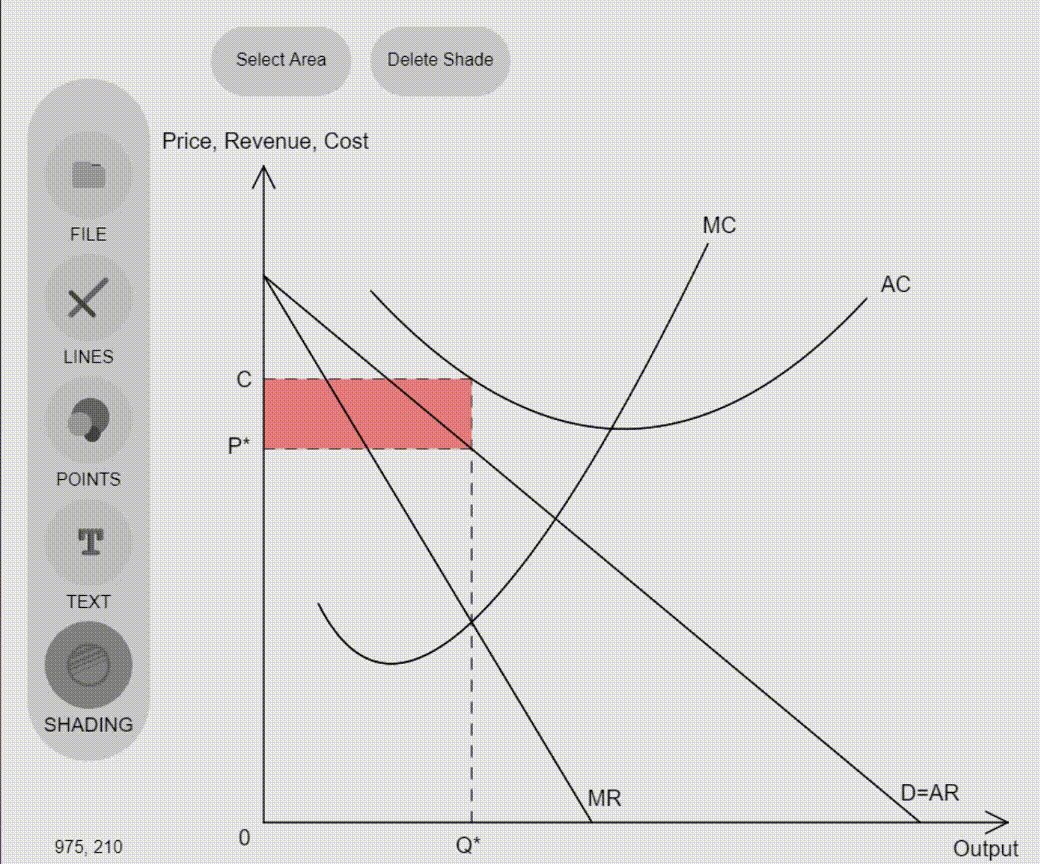 Select Area
Delete Shade
Price, Revenue, Cost
FILE
LINES
POINTS
T
TEXT
SHADING
975, 210
MC
AC
C
P*
MR
D=AR
0
Q*
Output